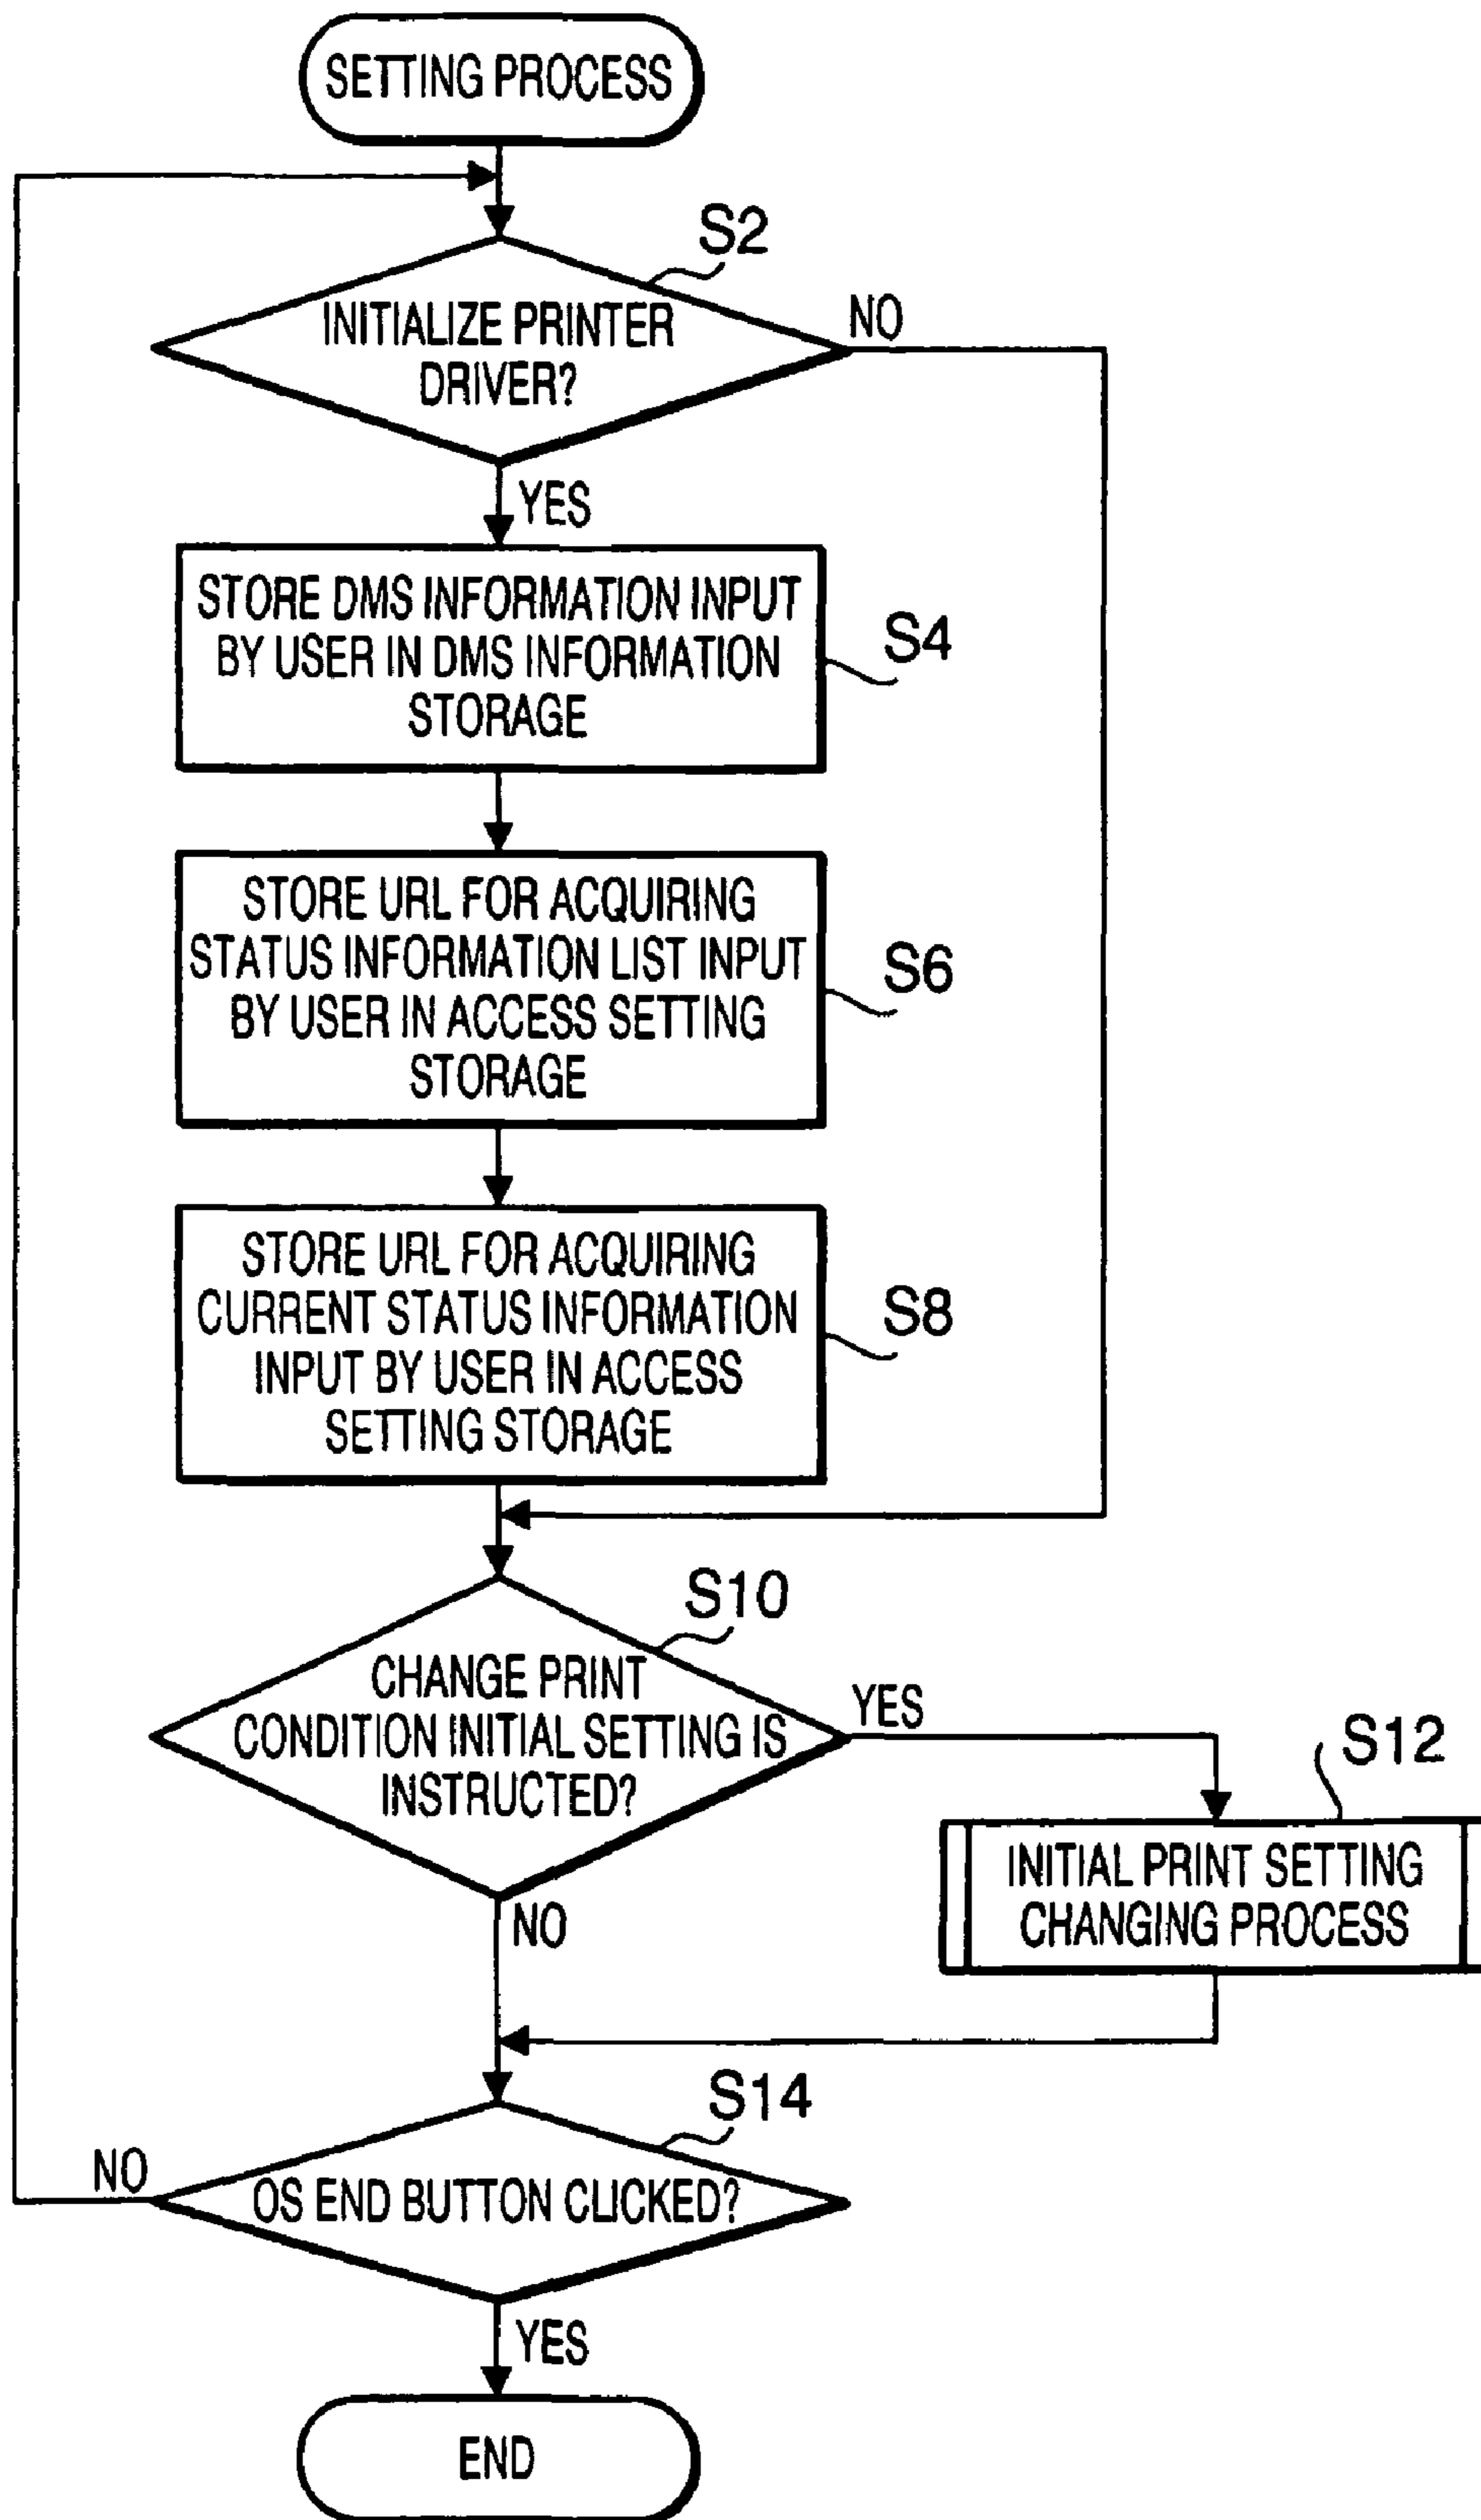 SETTING PROCESS
S2
INITIALIZE PRINTER
DRIVER?
NO
YES
STORE DMS INFORMATION INPUT
BY USER IN DMS INFORMATION
STORAGE
S4
STORE URL FOR ACQUIRING
STATUS INFORMATION LIST INPUT
BY USER IN ACCESS SETTING
STORAGE
S6
STORE URL FOR ACQUIRING
CURRENT STATUS INFORMATION
INPUT BY USER IN ACCESS
SETTING STORAGE
S8
S10
CHANGE PRINT
CONDITION INITIAL SETTING IS
INSTRUCTED?
YES
S12
INITIAL PRINT SETTING
CHANGING PROCESS
NO
S14
OS END BUTTON CLICKED?
NO
YES
END